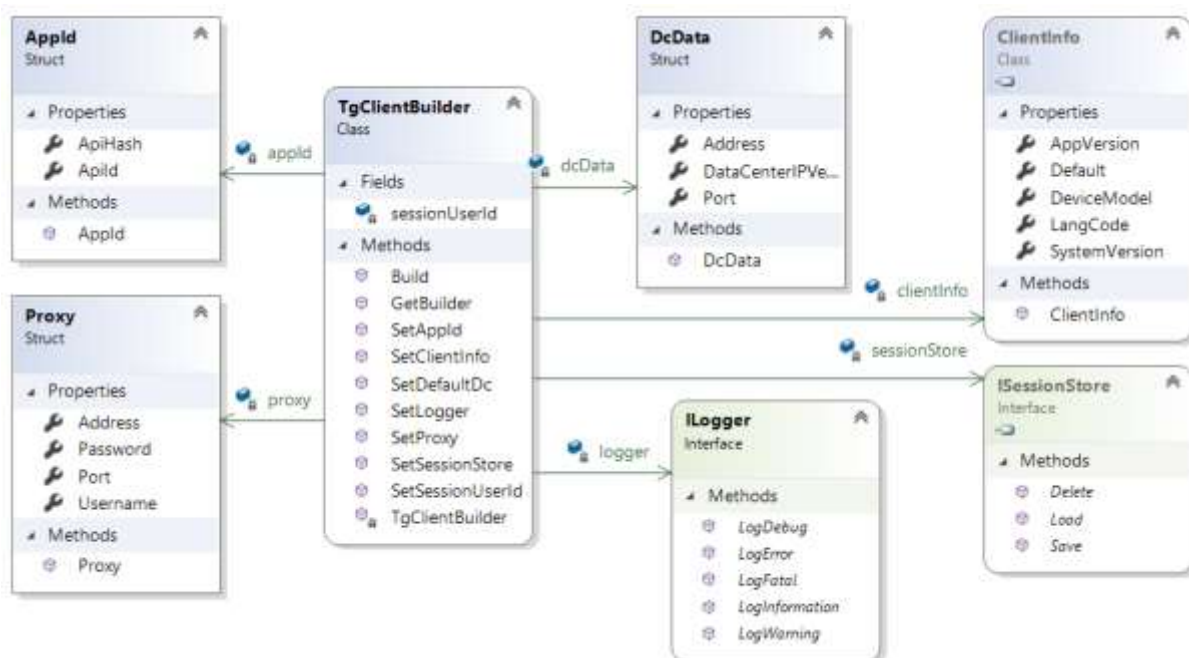 AppId
Struct
Properties
ApiHash
ApiId
Methods
AppId
appId
Proxy
Struct
Properties
Address
Password
Port
Username
Methods
Proxy
proxy
TgClientBuilder
Class
Fields
sessionUserId
Methods
Build
GetBuilder
SetAppId
SetClientInfo
SetDefaultDc
SetLogger
SetProxy
SetSessionStore
SetSessionUserId
TgClientBuilder
dcData
DcData
Struct
Properties
Address
DataCenterIPVe...
Port
Methods
DcData
clientInfo
sessionStore
logger
ILogger
Interface
Methods
LogDebug
LogError
LogFatal
LogInformation
LogWarning
ClientInfo
Class
Properties
AppVersion
Default
DeviceModel
LangCode
SystemVersion
Methods
ClientInfo
ISessionStore
Interface
Methods
Delete
Load
Save